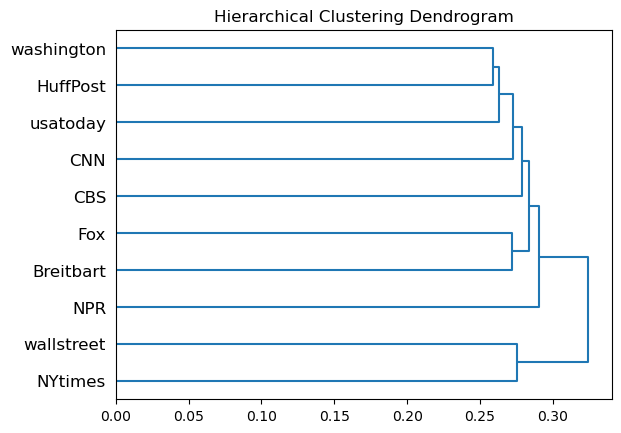 Hierarchical Clustering Dendrogram
washington
HuffPost
usatoday
CNN
CBS
Fox
Breitbart
NPR
wallstreet
NYtimes
0.00 0.05 0.10 0.15 0.20 0.25 0.30